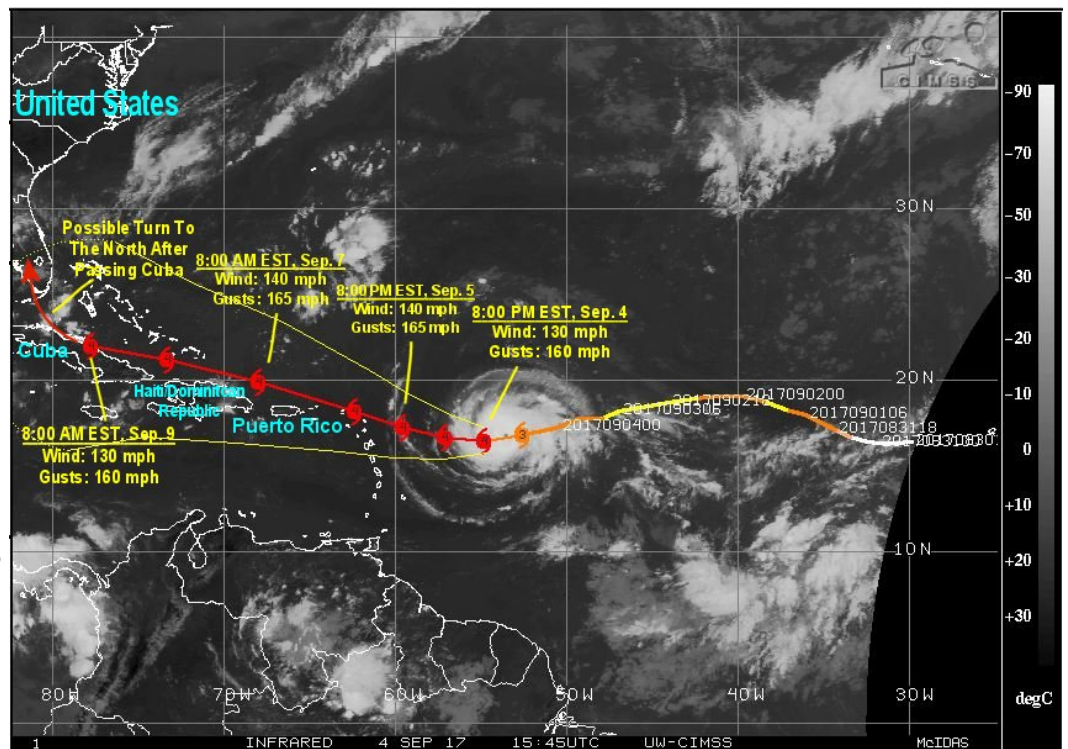 CIMSS
United States
-90
-70
-50
-30
-20
-10
0
+10
+20
+30
degC
30N
20N
10N
Possible Turn To
The North After
Passing Cuba
8:00 AM EST, Sep. 7
Wind: 140 mph
Gusts: 165 mph
8:00 PM EST, Sep. 5
Wind: 140 mph
Gusts: 165 mph
8:00 PM EST, Sep. 4
Wind: 130 mph
Gusts: 160 mph
Cuba
Haiti/Dominican
Republic
Puerto Rico
8:00 AM EST, Sep. 9
Wind: 130 mph
Gusts: 160 mph
3
2017090400
2017090306
2017090212
2017090200
2017090106
2017083118
80W
70W
60W
50W
40W
30W
1 INFRARED 4 SEP 17 15:45UTC UW-CIMSS McIDAS